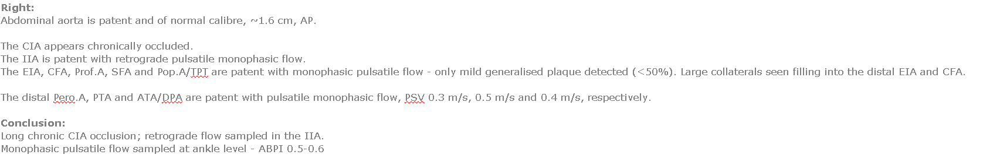 Right:
Abdominal aorta is patent and of normal calibre, ~1.6 cm, AP.
The CIA appears chronically occluded.
The IIA is patent with retrograde pulsatile monophasic flow.
The EIA, CFA, Prof.A, SFA and Pop.A/TPT are patent with monophasic pulsatile flow - only mild generalised plaque detected (<50%). Large collaterals seen filling into the distal EIA and CFA.
The distal Pero.A, PTA and ATA/DPA are patent with pulsatile monophasic flow, PSV 0.3 m/s, 0.5 m/s and 0.4 m/s, respectively.
Conclusion:
Long chronic CIA occlusion; retrograde flow sampled in the IIA.
Monophasic pulsatile flow sampled at ankle level - ABPI 0.5-0.6